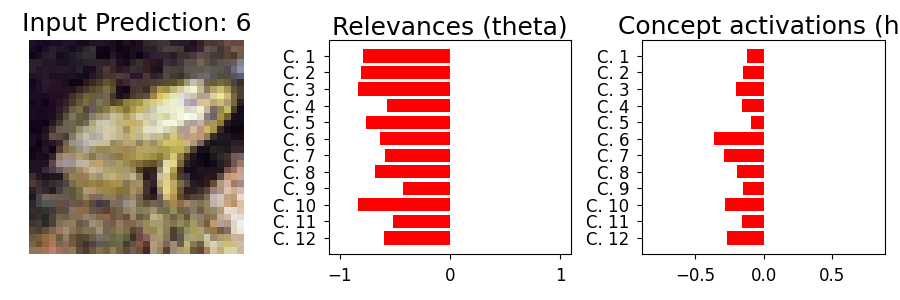 Input Prediction: 6
Relevances (theta)
C. 1
C. 2
C. 3
C. 4
C. 5
C. 6
C. 7
C. 8
C. 9
C. 10
C. 11
C. 12
−1
0
1
Concept activations (h
C. 1
C. 2
C. 3
C. 4
C. 5
C. 6
C. 7
C. 8
C. 9
C. 10
C. 11
C. 12
−0.5
0.0
0.5